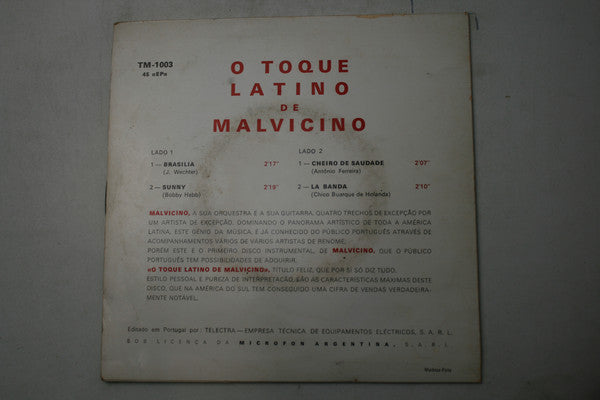 TM-1003
45 «EP»
O TOQUE
LATINO
DE
MALVICINO
LADO 1
1 — BRASILIA 2'17"
(J. Wechter)
2 — SUNNY 2'19"
(Bobby Hebb)
LADO 2
1 — CHEIRO DE SAUDADE 2'07"
(António Ferreira)
2 — LA BANDA 2'10"
(Chico Buarque de Holanda)
MALVICINO, A SUA ORQUESTRA E A SUA GUITARRA. QUATRO TRECHOS DE EXCEPÇÃO POR
UM ARTISTA DE EXCEPÇÃO. DOMINANDO O PANORAMA ARTÍSTICO DE TODA A AMÉRICA
LATINA, ESTE GÉNIO DA MÚSICA, É JÁ CONHECIDO DO PÚBLICO PORTUGUÊS ATRAVÉS DE
ACOMPANHAMENTOS VÁRIOS DE VÁRIOS ARTISTAS DE RENOME.
PORÉM ESTE É O PRIMEIRO DISCO INSTRUMENTAL, DE MALVICINO, QUE O PÚBLICO
PORTUGUÊS TEM POSSIBILIDADES DE ADQUIRIR.
«O TOQUE LATINO DE MALVICINO», TÍTULO FELIZ, QUE POR SI SÓ DIZ TUDO.
ESTILO PESSOAL E PUREZA DE INTERPRETAÇÃO, SÃO AS CARACTERÍSTICAS MÁXIMAS DESTE
DISCO, QUE NA AMÉRICA DO SUL TEM CONSEGUIDO UMA CIFRA DE VENDAS VERDADEIRA-
MENTE NOTÁVEL.
Editado em Portugal por: TELECTRA — EMPRESA TÉCNICA DE EQUIPAMENTOS ELÉCTRICOS, S. A. R. L.
SOB LICENÇA DA MICROFON ARGENTINA, S. A. R. L.